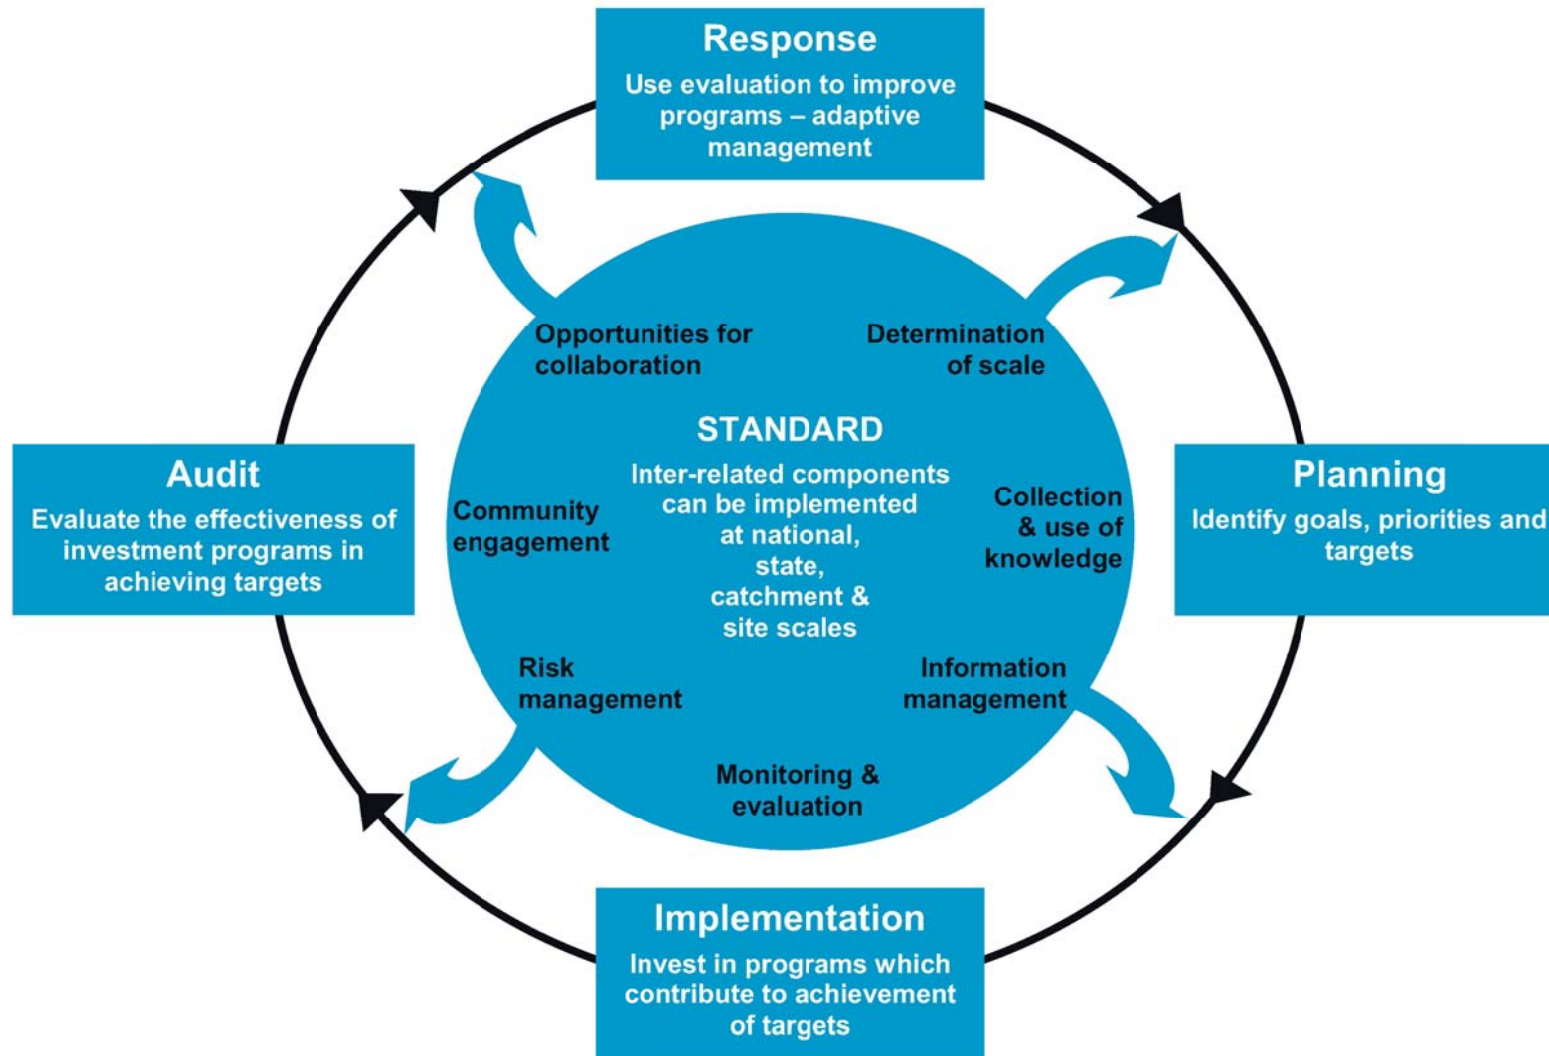 Response
Use evaluation to improve
programs – adaptive
management
Opportunities for
collaboration
Determination
of scale
STANDARD
Inter-related components
can be implemented
at national,
state,
catchment &
site scales
Audit
Evaluate the effectiveness of
investment programs in
achieving targets
Community
engagement
Collection
& use of
knowledge
Planning
Identify goals, priorities and
targets
Risk
management
Information
management
Monitoring &
evaluation
Implementation
Invest in programs which
contribute to achievement
of targets